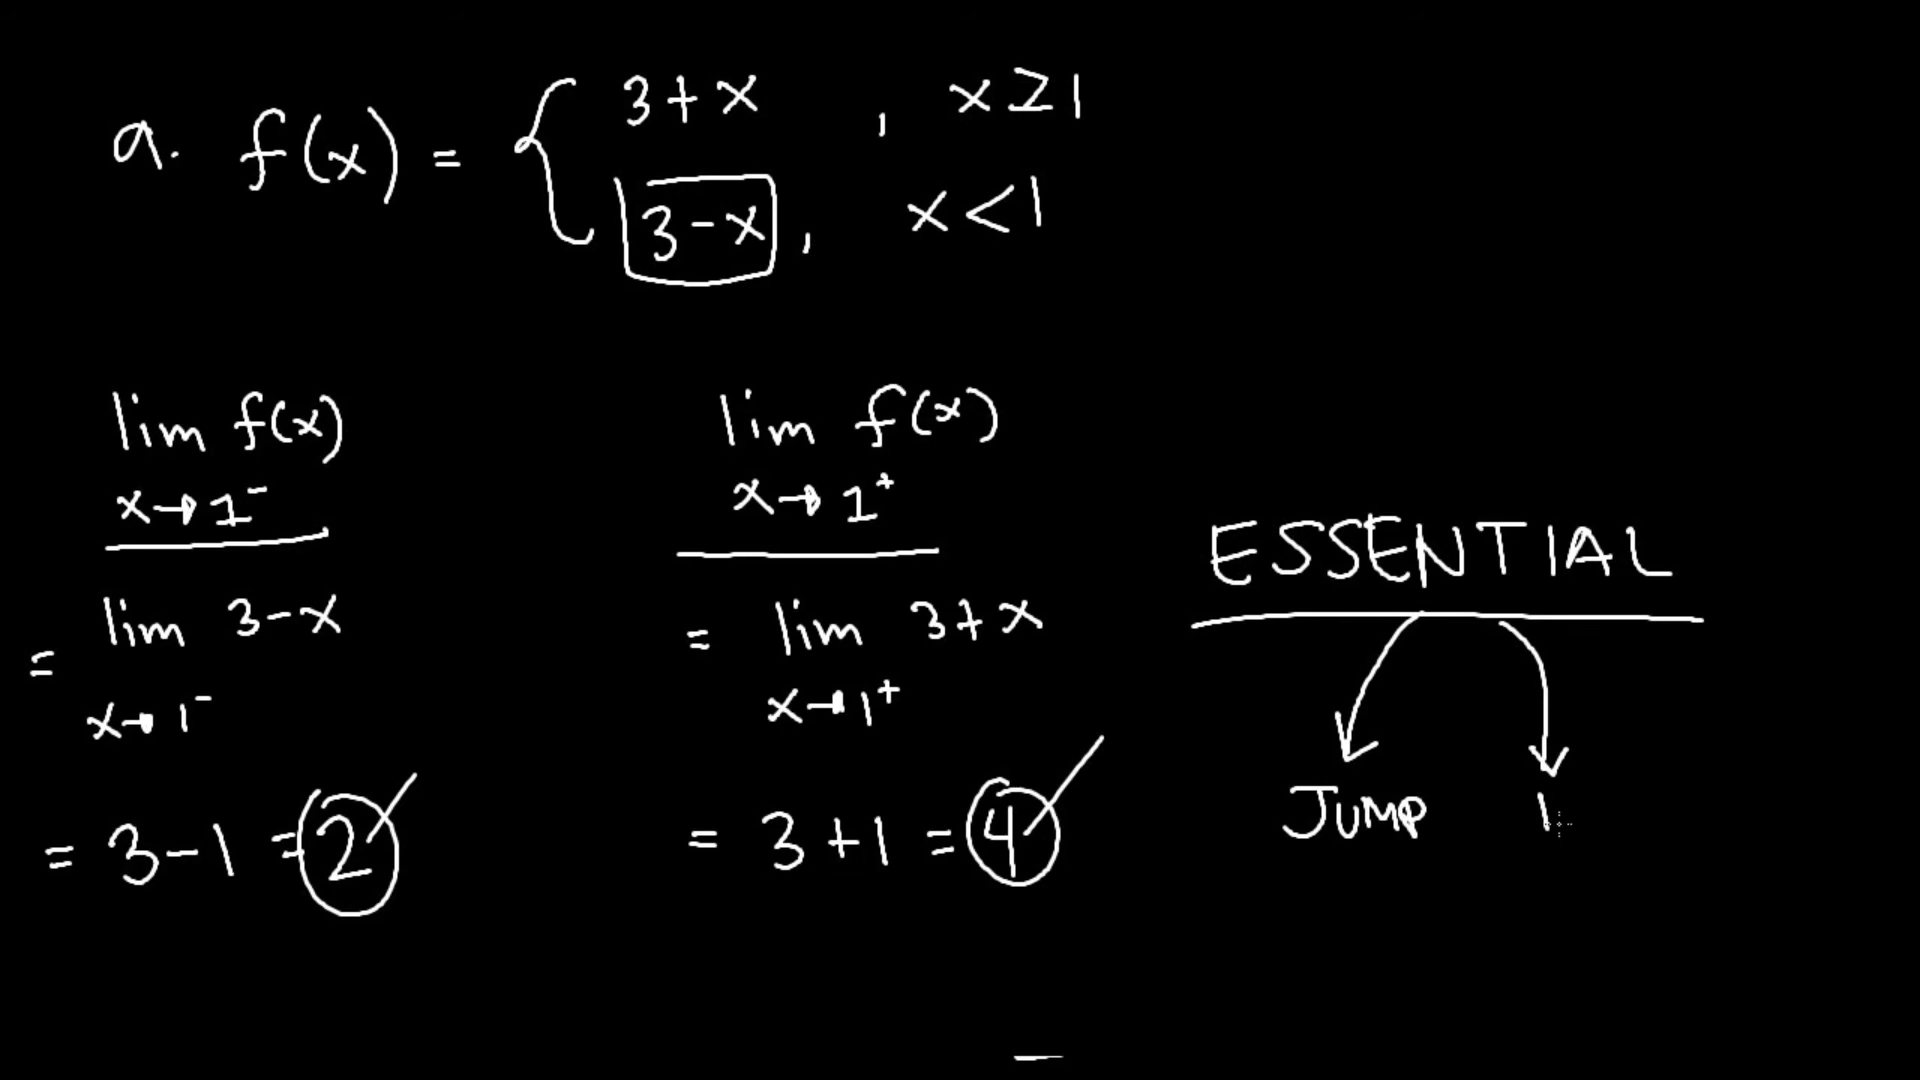 a. f(x) = { 3+x , x≥1
3-x , x<1
lim f(x)
x→1⁻
= lim 3-x
x→1⁻
= 3-1 = 2
lim f(x)
x→1⁺
= lim 3+x
x→1⁺
= 3+1 = 4
ESSENTIAL
JUMP